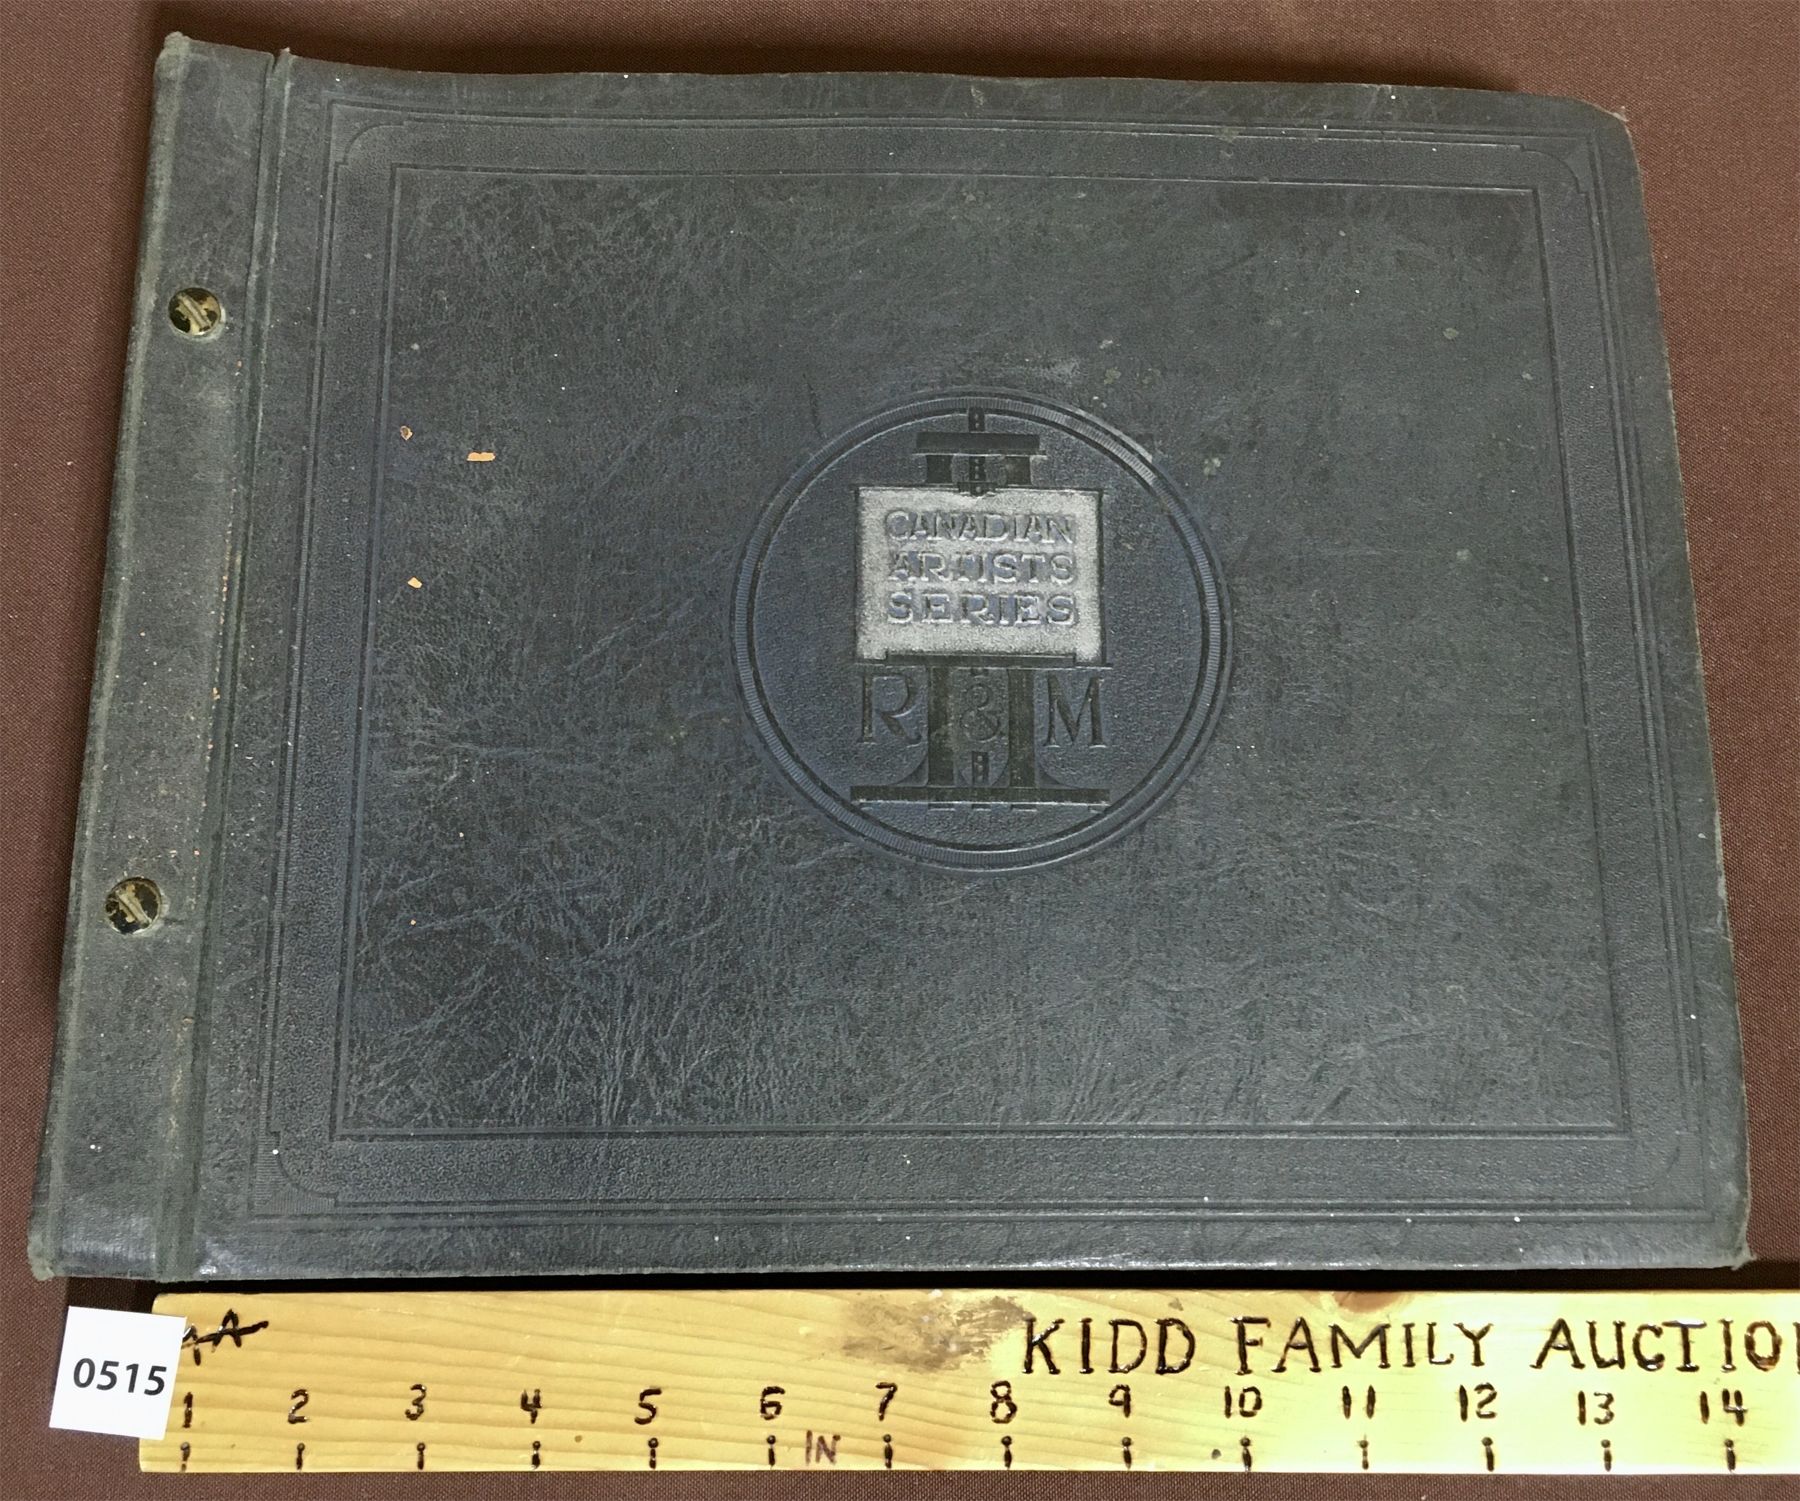 CANADIAN
ARTISTS
SERIES
R & M
KIDD FAMILY AUCTIO
0515
1 2 3 4 5 6 7 8 9 10 11 12 13 14
IN